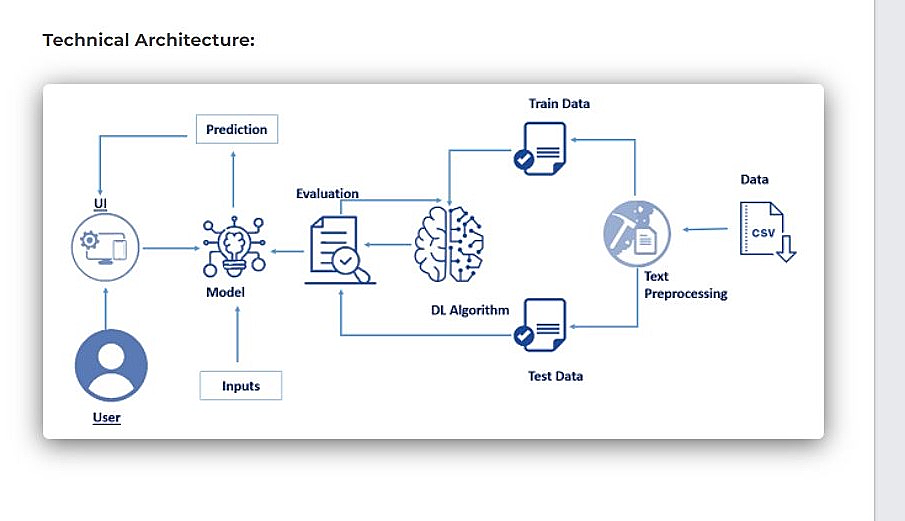 Technical Architecture:
Train Data
Prediction
Data
Evaluation
UI
CSV
Text
Preprocessing
Model
DL Algorithm
Test Data
Inputs
User